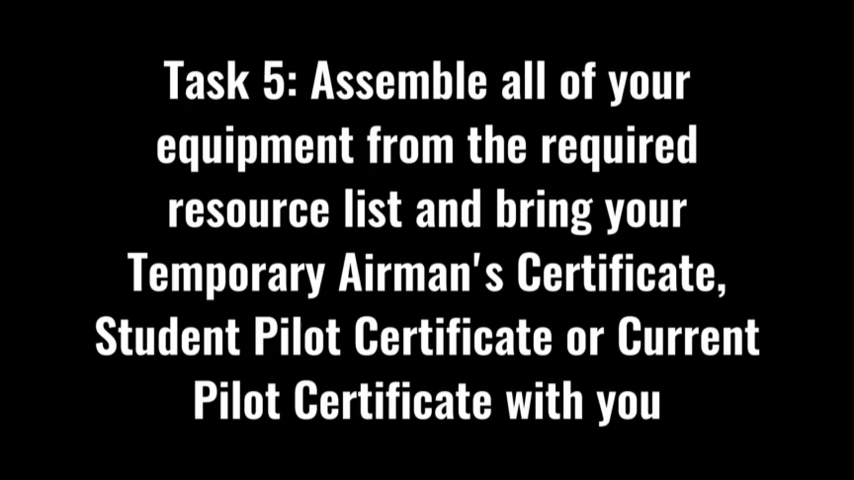 Task 5: Assemble all of your
equipment from the required
resource list and bring your
Temporary Airman's Certificate,
Student Pilot Certificate or Current
Pilot Certificate with you